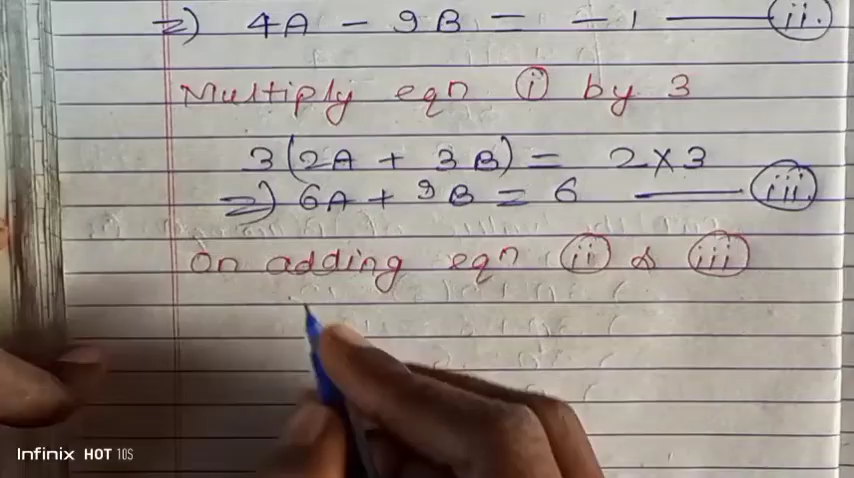 =) 4A - 9B = -1 —— (ii.)
Multiply eqn (i) by 3
3(2A + 3B) = 2×3
=) 6A + 9B = 6 —— (iii.)
On adding eqn (ii) & (iii)
Infinix HOT 10S